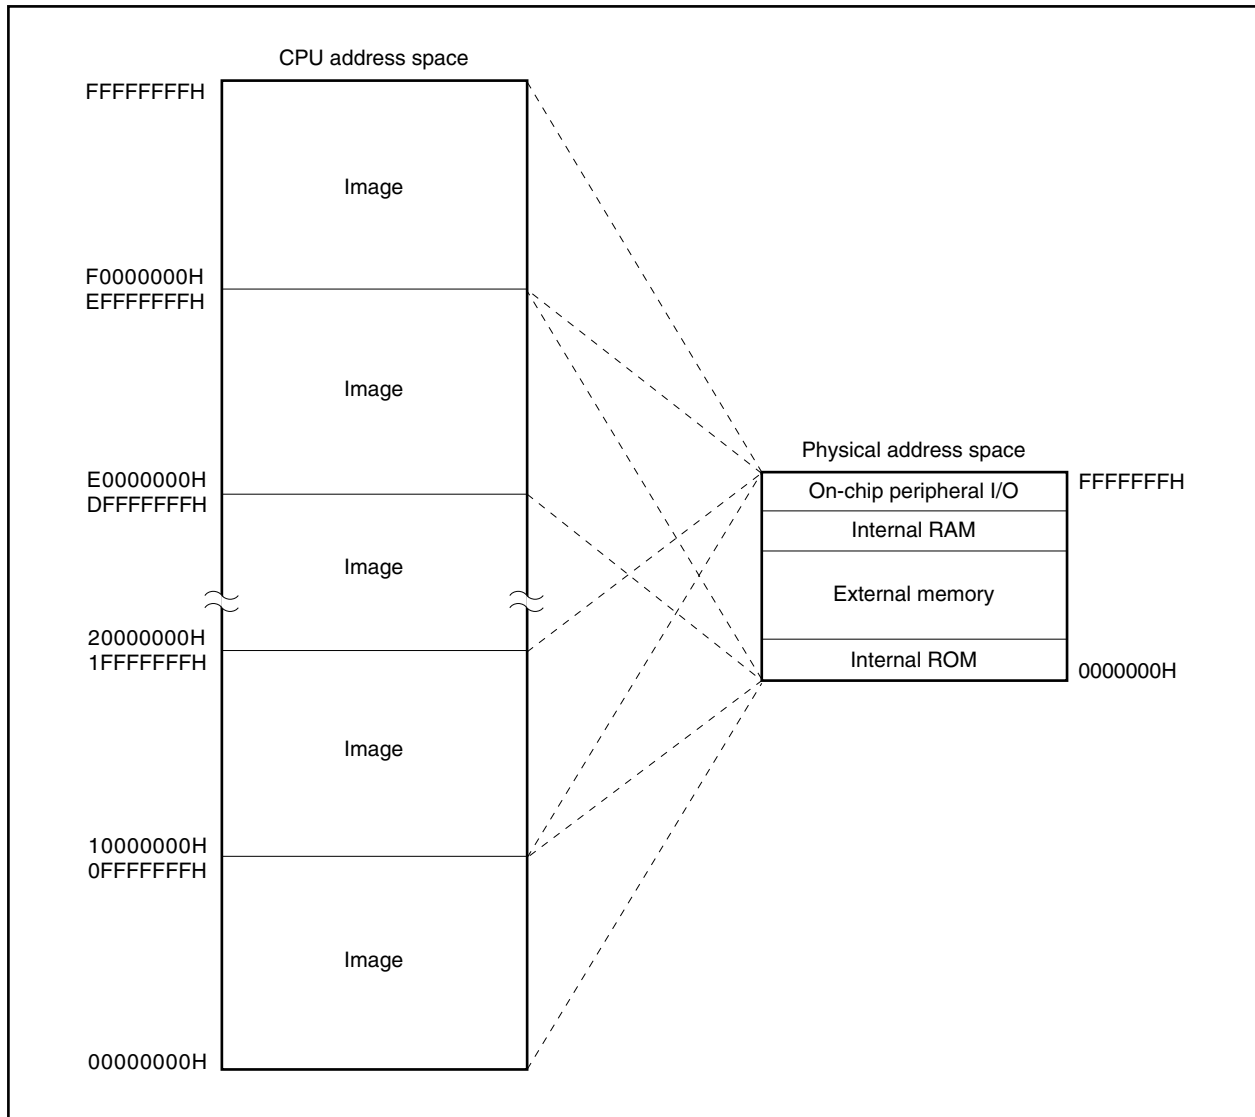 CPU address space
FFFFFFFFH
Image
F0000000H
EFFFFFFFH
Image
E0000000H
DFFFFFFFH
Image
20000000H
1FFFFFFFH
Image
10000000H
0FFFFFFFH
Image
00000000H
Physical address space
On-chip peripheral I/O
FFFFFFFH
Internal RAM
External memory
Internal ROM
0000000H